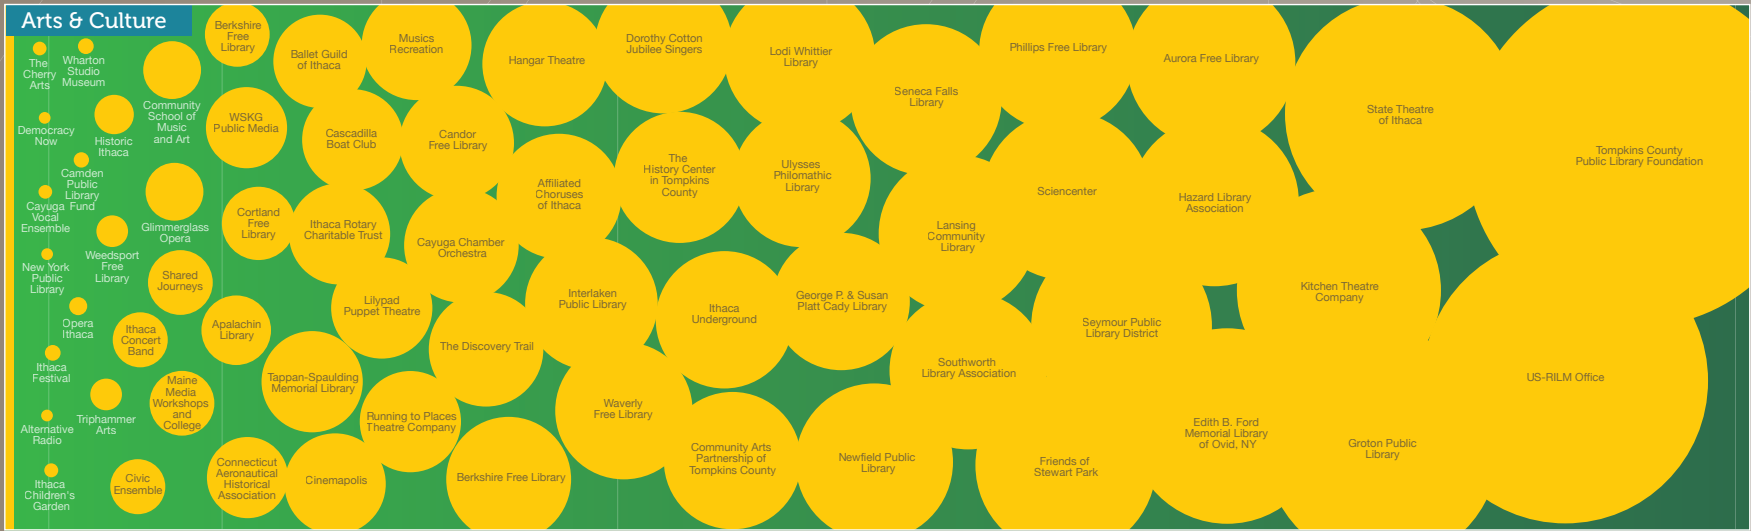 Arts & Culture
The
Cherry
Arts
Wharton
Studio
Museum
Democracy
Now
Camden
Public
Library
Fund
Cayuga
Vocal
Ensemble
New York
Public
Library
Opera
Ithaca
Ithaca
Festival
Alternative
Radio
Ithaca
Children's
Garden
Community
School of
Music
and Art
Historic
Ithaca
Glimmerglass
Opera
Weedsport
Free
Library
Shared
Journeys
Ithaca
Concert
Band
Triphammer
Arts
Maine
Media
Workshops
and
College
Civic
Ensemble
Berkshire
Free
Library
WSKG
Public Media
Cortland
Free
Library
Apalachin
Library
Connecticut
Aeronautical
Historical
Association
Ballet Guild
of Ithaca
Cascadilla
Boat Club
Ithaca Rotary
Charitable Trust
Lilypad
Puppet Theatre
Tappan-Spaulding
Memorial Library
Cinemapolis
Musics
Recreation
Candor
Free Library
Cayuga Chamber
Orchestra
The Discovery Trail
Running to Places
Theatre Company
Berkshire Free Library
Hangar Theatre
Affiliated
Choruses
of Ithaca
Interlaken
Public Library
Waverly
Free Library
Dorothy Cotton
Jubilee Singers
The
History Center
in Tompkins
County
Ithaca
Underground
Community Arts
Partnership of
Tompkins County
Lodi Whittier
Library
Ulysses
Philomathic
Library
George P. & Susan
Platt Cady Library
Newfield Public
Library
Seneca Falls
Library
Lansing
Community
Library
Southworth
Library Association
Phillips Free Library
Sciencenter
Seymour Public
Library District
Friends of
Stewart Park
Aurora Free Library
Hazard Library
Association
Edith B. Ford
Memorial Library
of Ovid, NY
State Theatre
of Ithaca
Kitchen Theatre
Company
Groton Public
Library
Tompkins County
Public Library Foundation
US-RILM Office